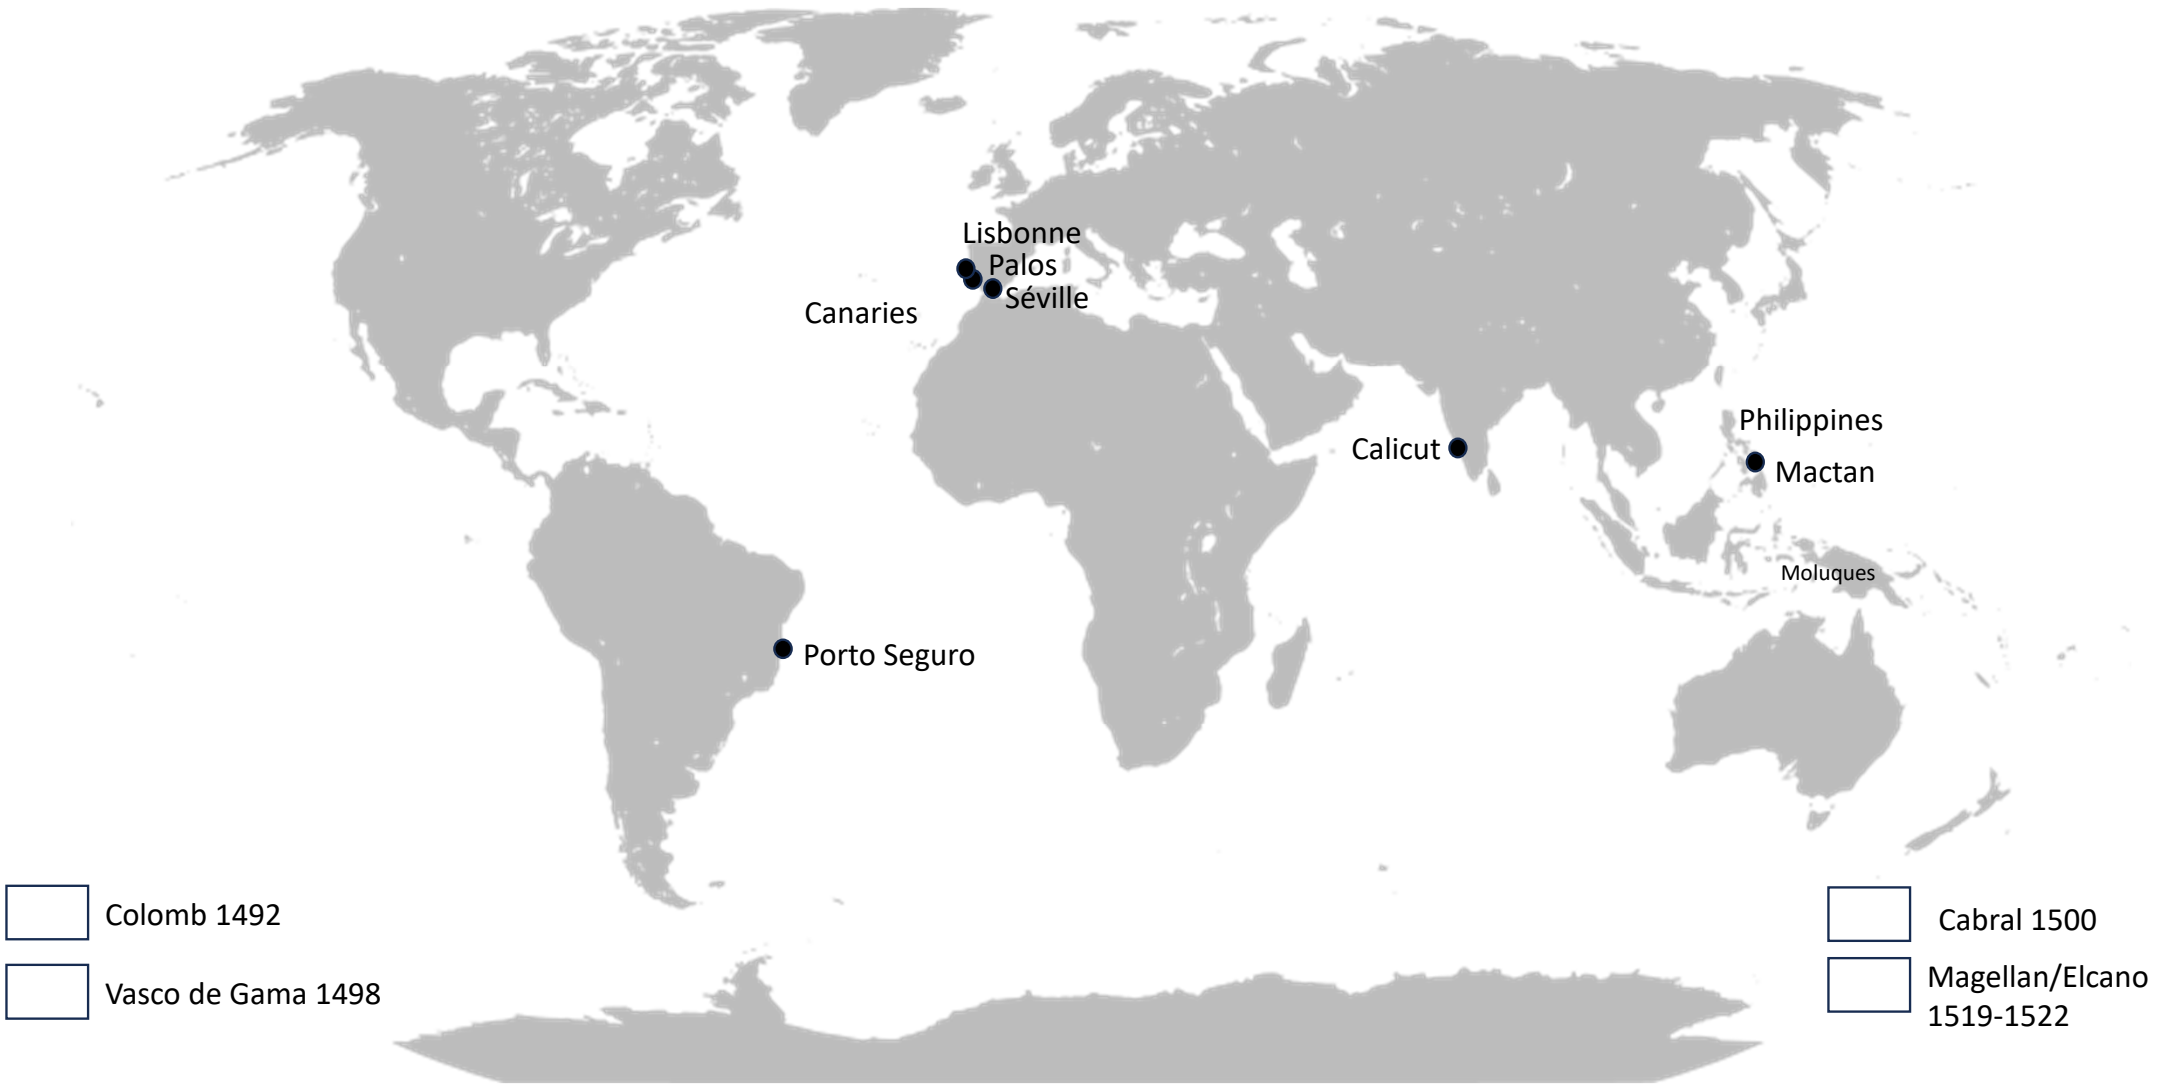 Lisbonne
Palos
Séville
Canaries
Philippines
Calicut
Mactan
Moluques
Porto Seguro
Colomb 1492
Cabral 1500
Vasco de Gama 1498
Magellan/Elcano
1519-1522